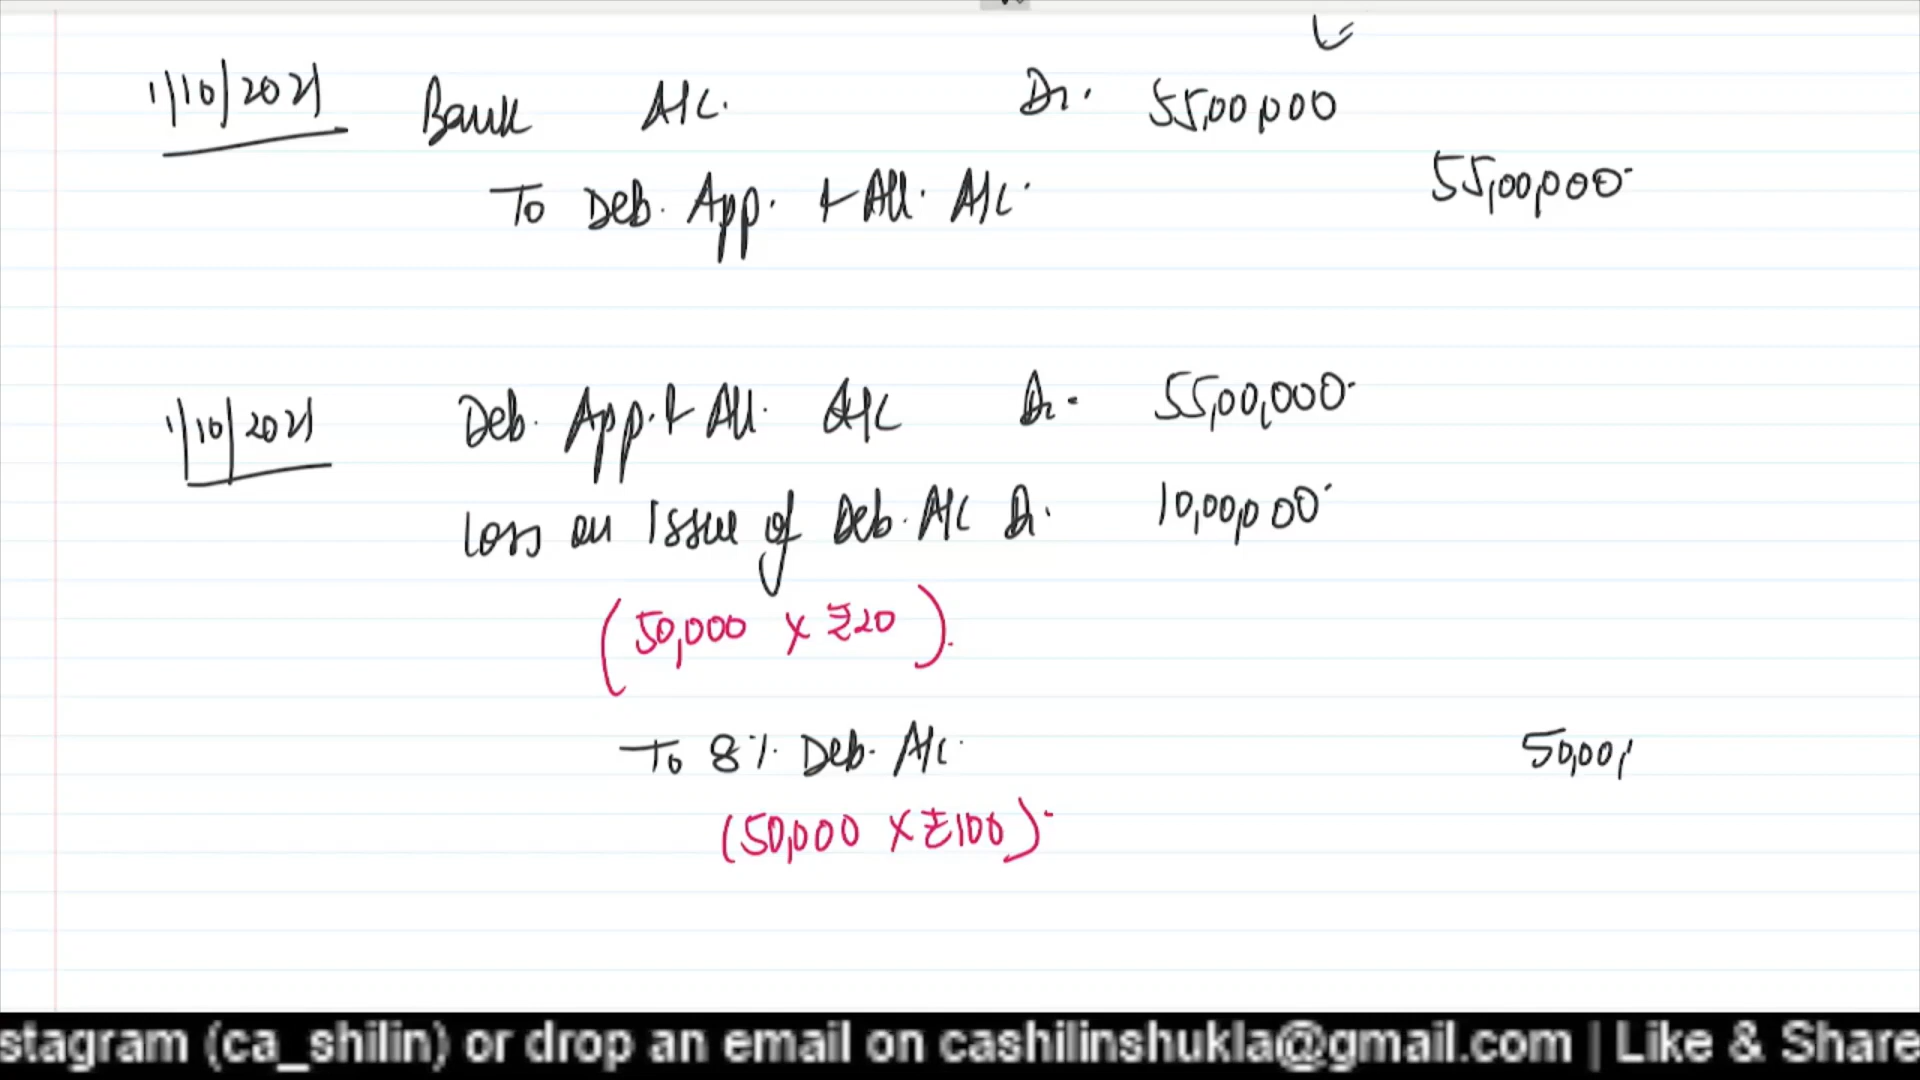 1/10/2021 Bank A/c. Dr. 55,00,000
To Deb. App. & All. A/c. 55,00,000
1/10/2021 Deb. App. & All. A/c Dr. 55,00,000
Loss on Issue of Deb. A/c Dr. 10,00,000
(50,000 x ₹20)
To 8%. Deb. A/c. 50,00,
(50,000 x ₹100)
stagram (ca_shilin) or drop an email on cashilinshukla@gmail.com | Like & Share